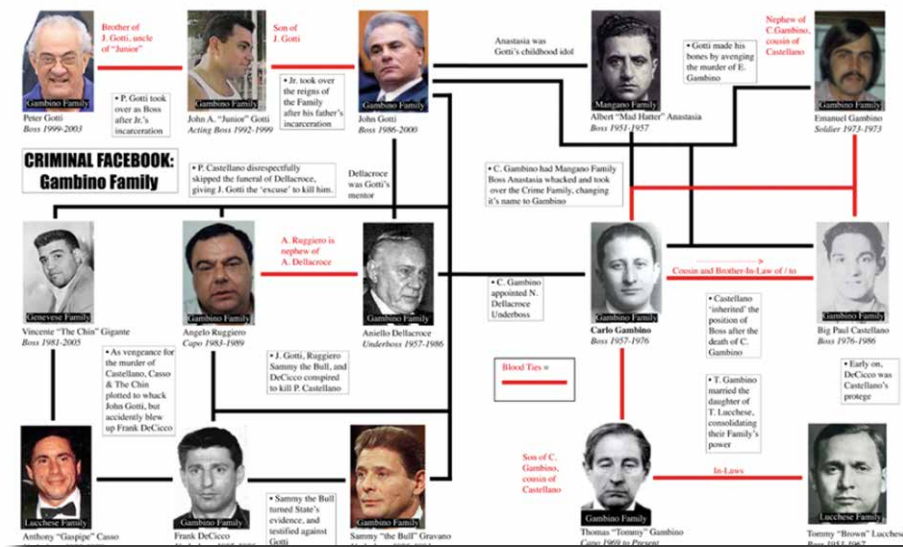 Brother of
J. Gotti, uncle
of "Junior"
Son of
J. Gotti
Anastasia was
Gotti's childhood idol
Nephew of
C.Gambino,
cousin of
Castellano
• Gotti made his
bones by avenging
the murder of E.
Gambino
• P. Gotti took
over as Boss
after Jr.'s
incarceration
• Jr. took over
the reigns of
the Family
after his father's
incarceration
Gambino Family
Peter Gotti
Boss 1999-2003
Gambino Family
John A. "Junior" Gotti
Acting Boss 1992-1999
Gambino Family
John Gotti
Boss 1986-2000
Mangano Family
Albert "Mad Hatter" Anastasia
Boss 1951-1957
Gambino Family
Emanuel Gambino
Soldier 1973-1973
CRIMINAL FACEBOOK:
Gambino Family
• P. Castellano disrespectfully
skipped the funeral of Dellacroce,
giving J. Gotti the 'excuse' to kill him.
Dellacroce
was Gotti's
mentor
• C. Gambino had Mangano Family
Boss Anastasia whacked and took
over the Crime Family, changing
it's name to Gambino
A. Ruggiero is
nephew of
A. Dellacroce
Cousin and Brother-In-Law of / to
Genevese Family
Vincente "The Chin" Gigante
Boss 1981-2005
Gambino Family
Angelo Ruggiero
Capo 1983-1989
Gambino Family
Aniello Dellacroce
Underboss 1957-1986
• C. Gambino
appointed N.
Dellacroce
Underboss
Gambino Family
Carlo Gambino
Boss 1957-1976
• Castellano
'inherited' the
position of
Boss after the
death of C.
Gambino
Gambino Family
Big Paul Castellano
Boss 1976-1986
• As vengeance for
the murder of
Castellano, Casso
& The Chin
plotted to whack
John Gotti, but
accidently blew
up Frank DeCicco
• J. Gotti, Ruggiero
Sammy the Bull, and
DeCicco conspired
to kill P. Castellano
Blood Ties =
• T. Gambino
married the
daughter of
T. Lucchese,
consolidating
their Family's
power
• Early on,
DeCicco was
Castellano's
protege
Son of C.
Gambino,
cousin of
Castellano
In-Laws
Lucchese Family
Anthony "Gaspipe" Casso
Gambino Family
Frank DeCicco
• Sammy the Bull
turned State's
evidence, and
testified against
Gotti
Gambino Family
Sammy "the Bull" Gravano
Gambino Family
Thomas "Tommy" Gambino
Capo 1969 to Present
Lucchese Family
Tommy "Brown" Lucchese